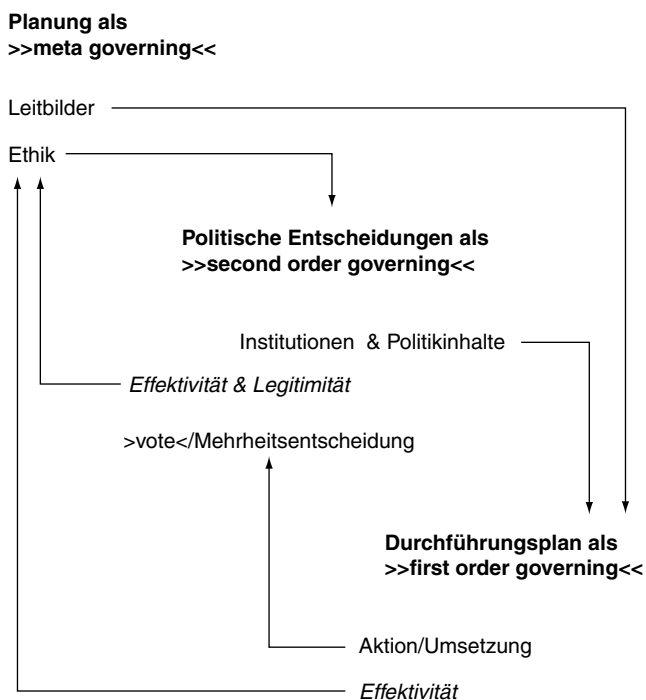 Planung als
>>meta governing<<
Leitbilder
Ethik
Politische Entscheidungen als
>>second order governing<<
Institutionen & Politikinhalte
Effektivität & Legitimität
>vote</Mehrheitsentscheidung
Durchführungsplan als
>>first order governing<<
Aktion/Umsetzung
Effektivität